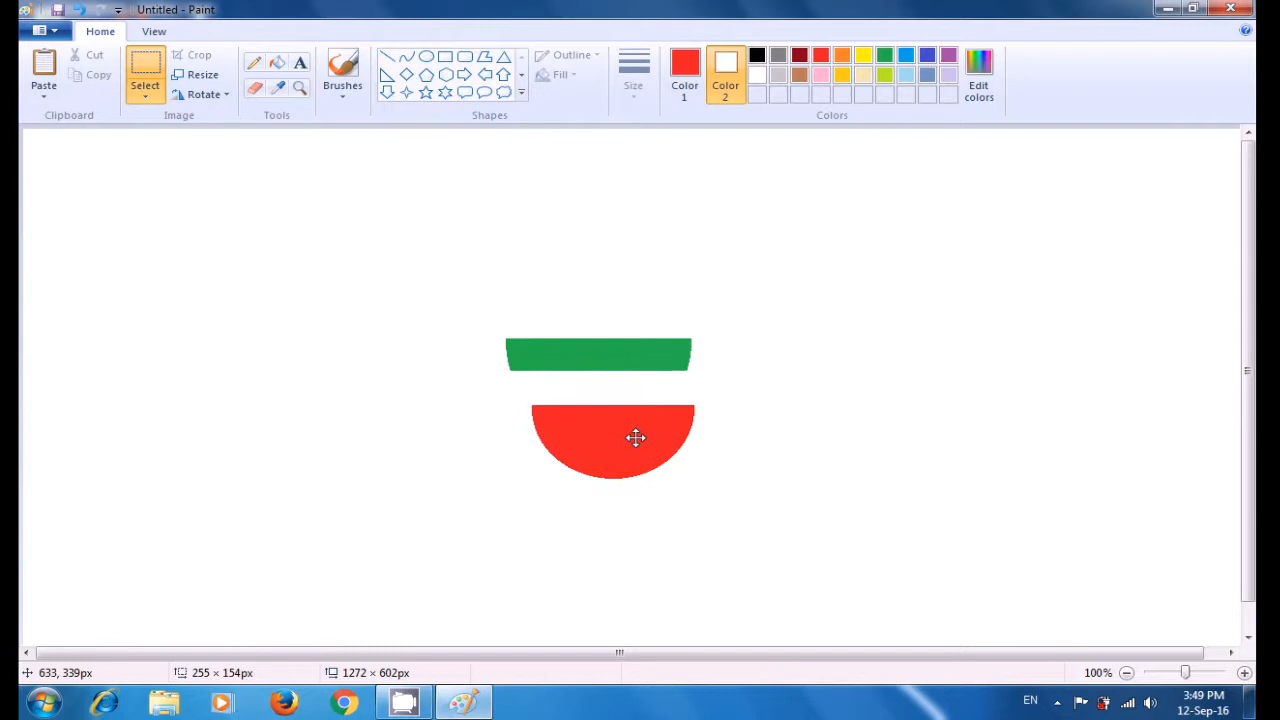 Untitled - Paint
Home View
Paste
Cut
Copy
Clipboard
Select
Crop
Resize
Rotate
Image
A
Tools
Brushes
Outline
Fill
Shapes
Size
Color 1
Color 2
Edit colors
Colors
633, 339px 255 × 154px 1272 × 602px 100%
EN 3:49 PM
12-Sep-16